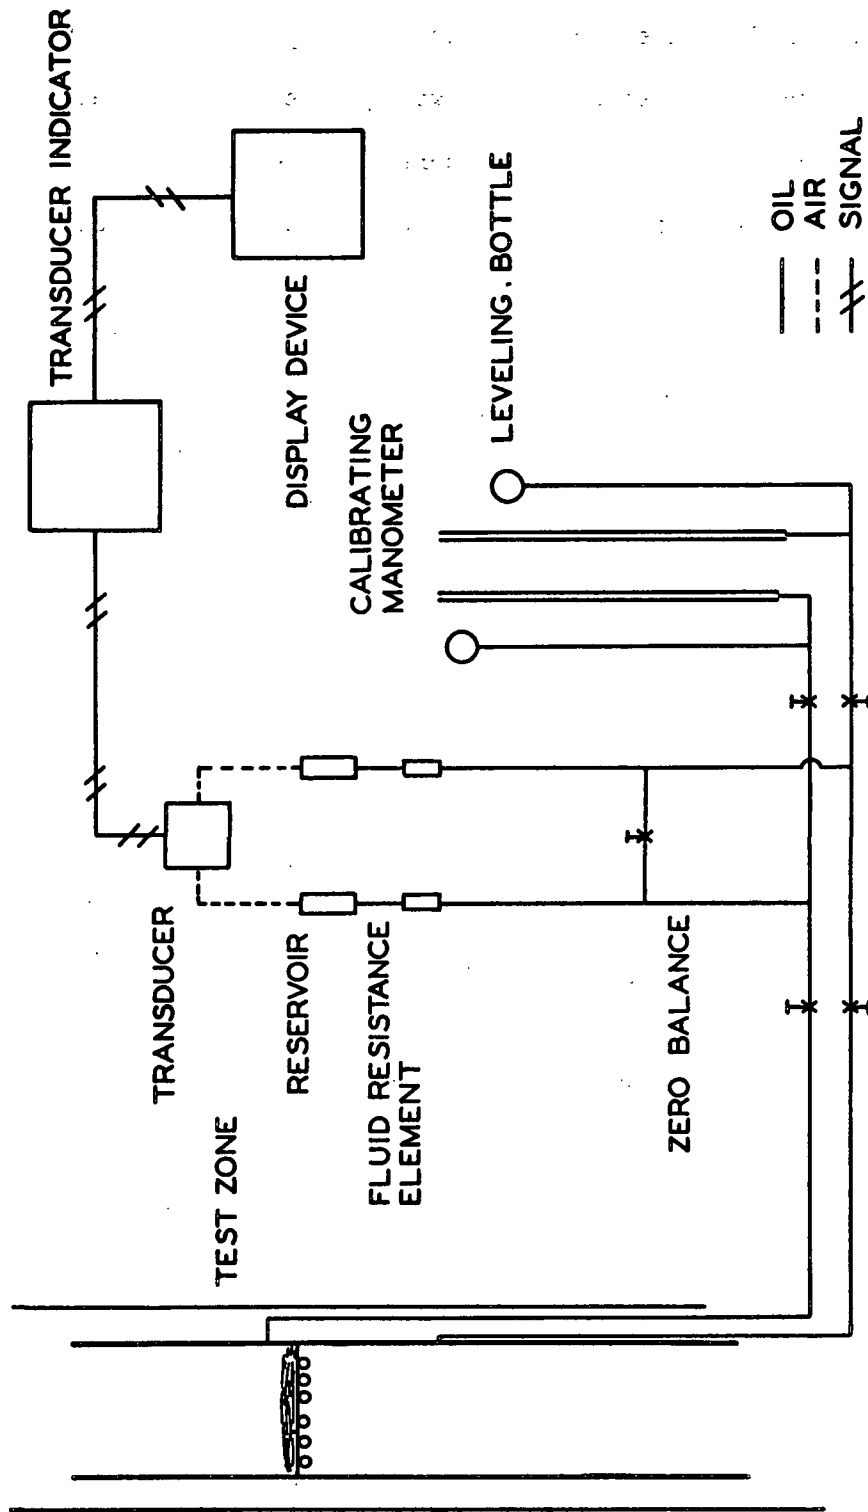 TRANSDUCER INDICATOR
DISPLAY DEVICE
TRANSDUCER
RESERVOIR
FLUID RESISTANCE
ELEMENT
TEST ZONE
CALIBRATING
MANOMETER
LEVELING.BOTTLE
ZERO BALANCE
OIL
AIR
SIGNAL